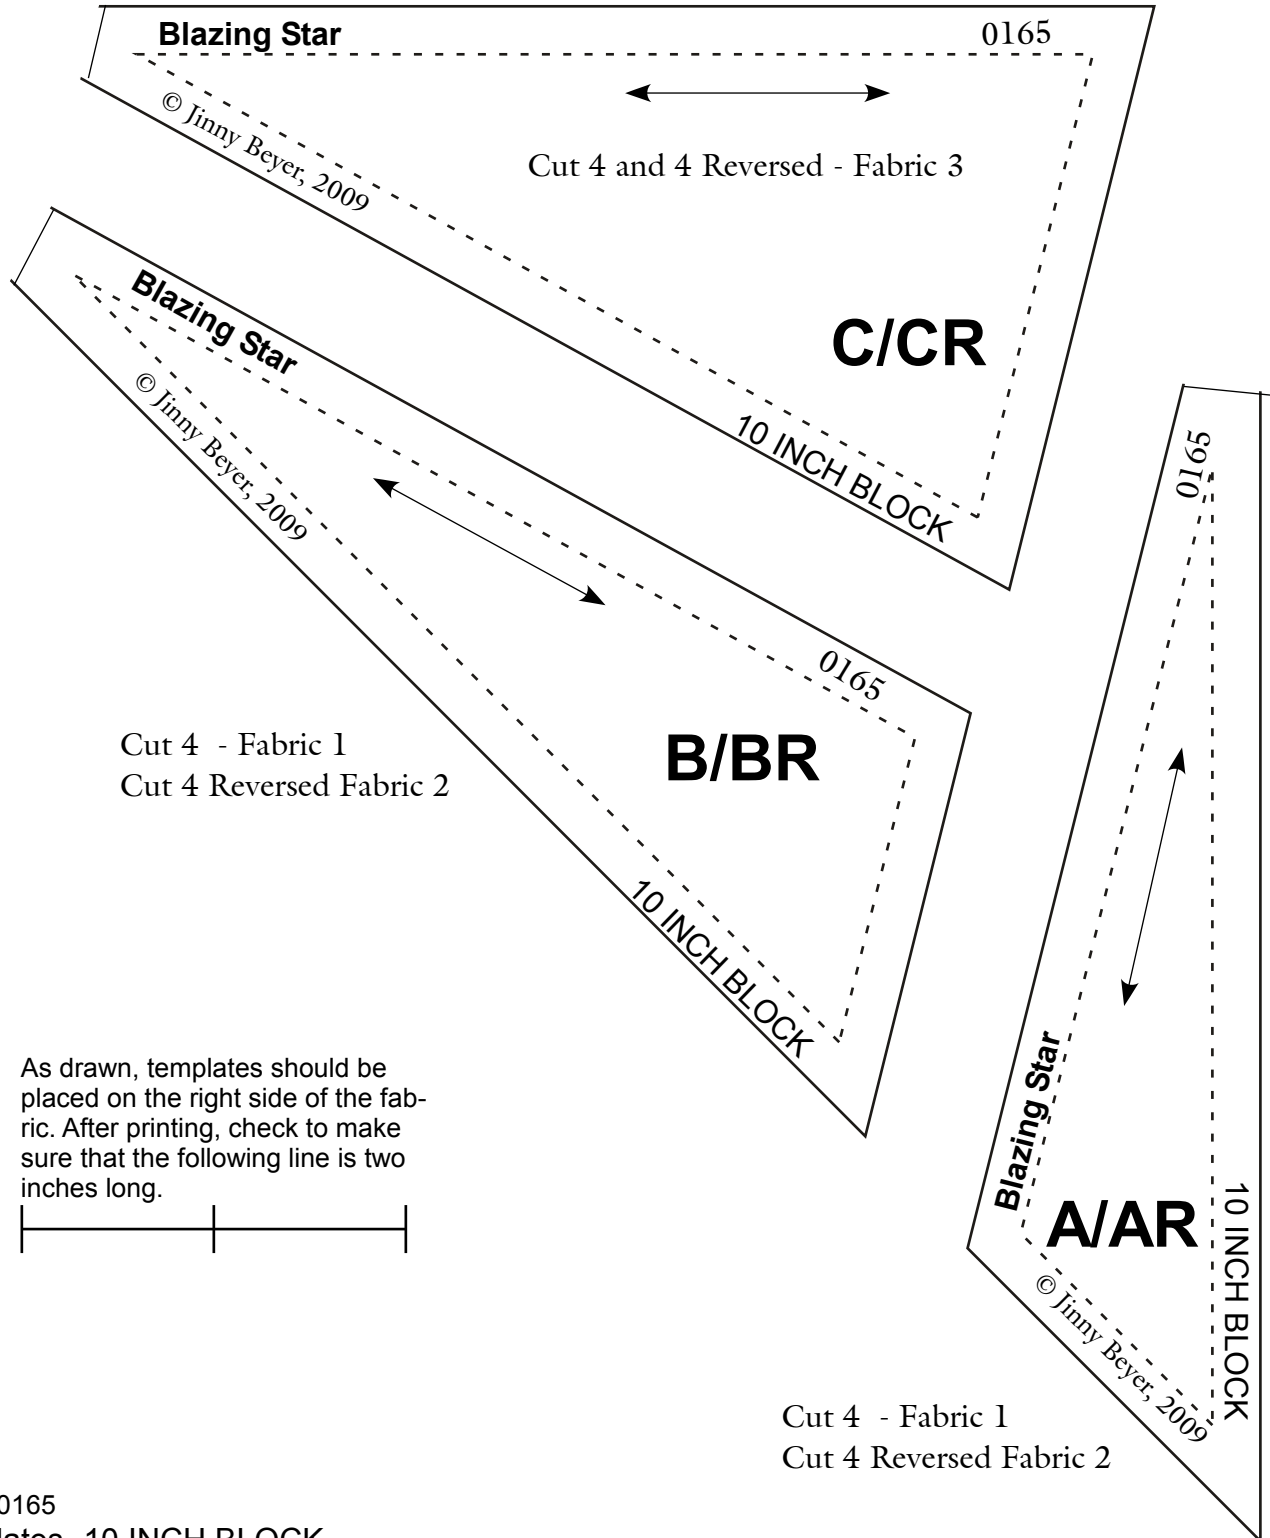 Blazing Star
0165
© Jinny Beyer, 2009
Cut 4 and 4 Reversed - Fabric 3
C/CR
10 INCH BLOCK
Blazing Star
© Jinny Beyer, 2009
0165
B/BR
Cut 4 - Fabric 1
Cut 4 Reversed Fabric 2
10 INCH BLOCK
0165
Blazing Star
A/AR
10 INCH BLOCK
© Jinny Beyer, 2009
Cut 4 - Fabric 1
Cut 4 Reversed Fabric 2
As drawn, templates should be
placed on the right side of the fab-
ric. After printing, check to make
sure that the following line is two
inches long.
0165
10 INCH BLOCK